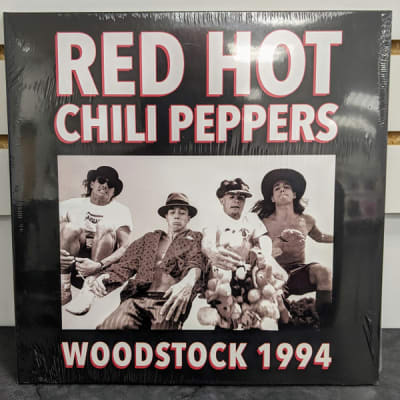 RED HOT
CHILI PEPPERS
WOODSTOCK 1994